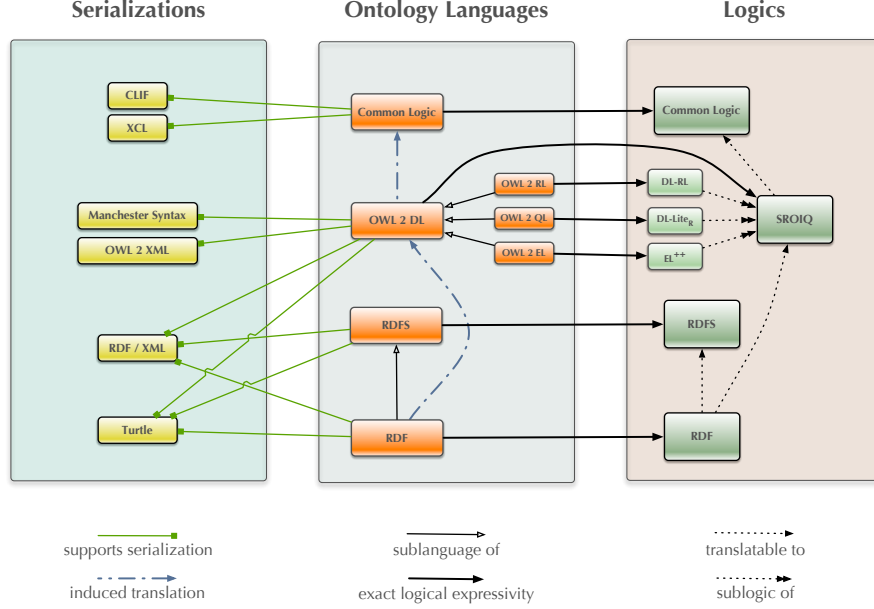 Serializations
Ontology Languages
Logics
CLIF
XCL
Common Logic
Common Logic
OWL 2 RL
DL-RL
Manchester Syntax
OWL 2 DL
OWL 2 QL
DL-LiteR
SROIQ
OWL 2 XML
OWL 2 EL
EL++
RDF / XML
RDFS
RDFS
Turtle
RDF
RDF
supports serialization
sublanguage of
translatable to
induced translation
exact logical expressivity
sublogic of